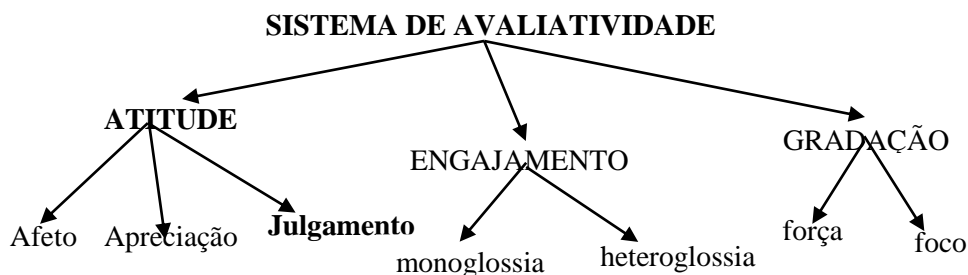 SISTEMA DE AVALIATIVIDADE
ATITUDE
ENGAJAMENTO
GRADAÇÃO
Afeto
Apreciação
Julgamento
monoglossia
heteroglossia
força
foco